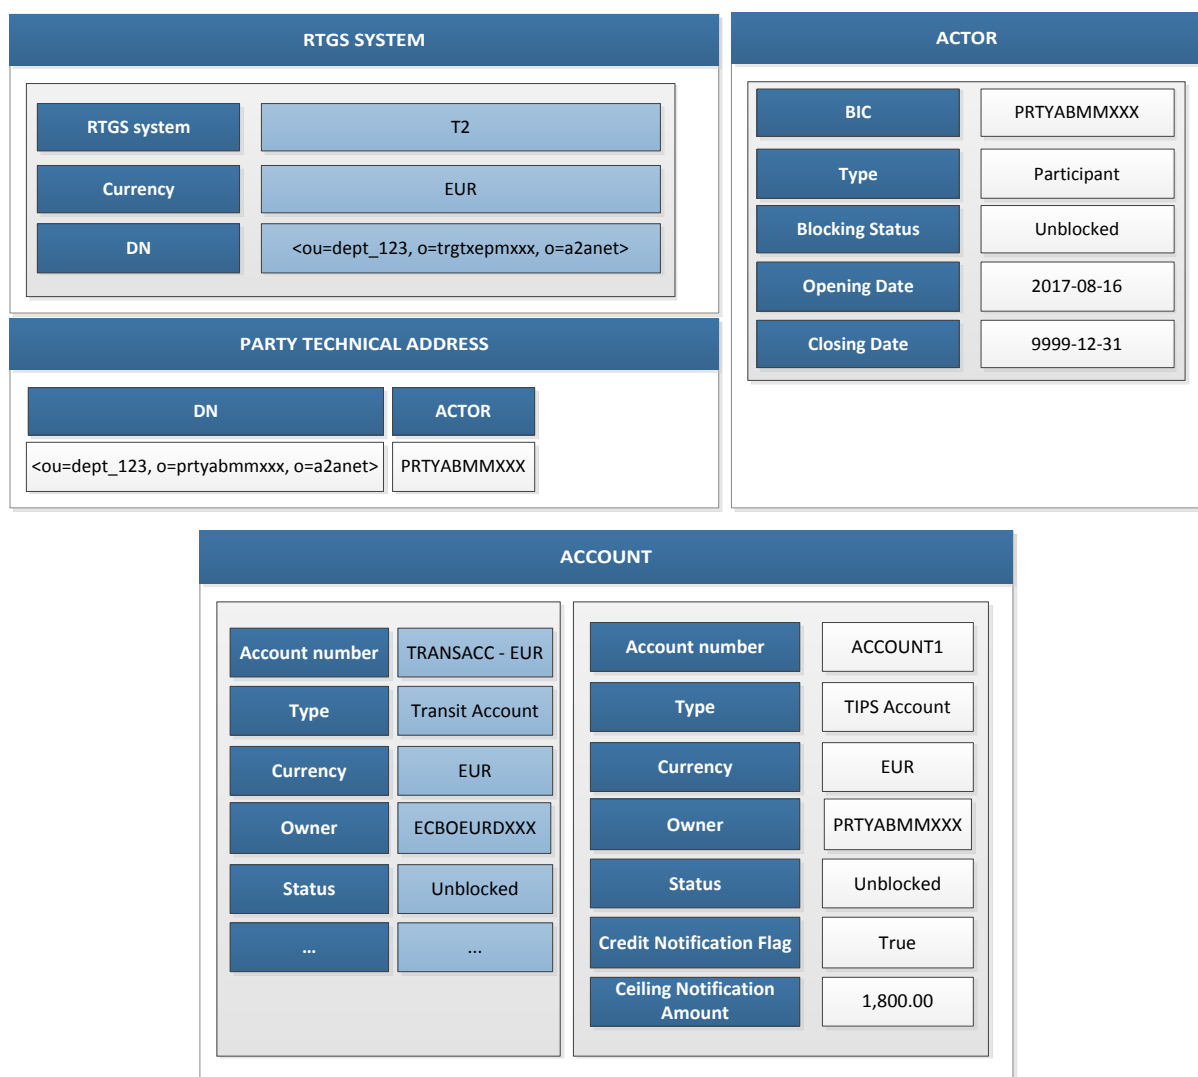 RTGS SYSTEM
RTGS system T2
Currency EUR
DN <ou=dept_123, o=trgtxepmxxx, o=a2anet>
ACTOR
BIC PRTYABMMXXX
Type Participant
Blocking Status Unblocked
Opening Date 2017-08-16
Closing Date 9999-12-31
PARTY TECHNICAL ADDRESS
DN ACTOR
<ou=dept_123, o=prtyabmmxxx, o=a2anet> PRTYABMMXXX
ACCOUNT
Account number TRANSACC - EUR
Type Transit Account
Currency EUR
Owner ECBOEURDXXX
Status Unblocked
... ...
Account number ACCOUNT1
Type TIPS Account
Currency EUR
Owner PRTYABMMXXX
Status Unblocked
Credit Notification Flag True
Ceiling Notification
Amount 1,800.00